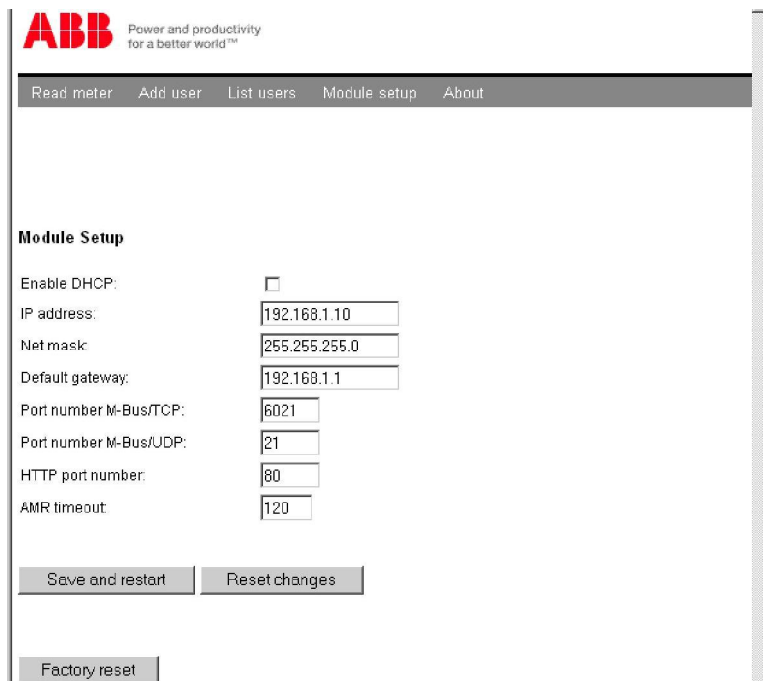 ABB
Power and productivity
for a better world™
Read meter Add user List users Module setup About
Module Setup
Enable DHCP:
IP address: 192.168.1.10
Net mask: 255.255.255.0
Default gateway: 192.168.1.1
Port number M-Bus/TCP: 6021
Port number M-Bus/UDP: 21
HTTP port number: 80
AMR timeout: 120
Save and restart Reset changes
Factory reset